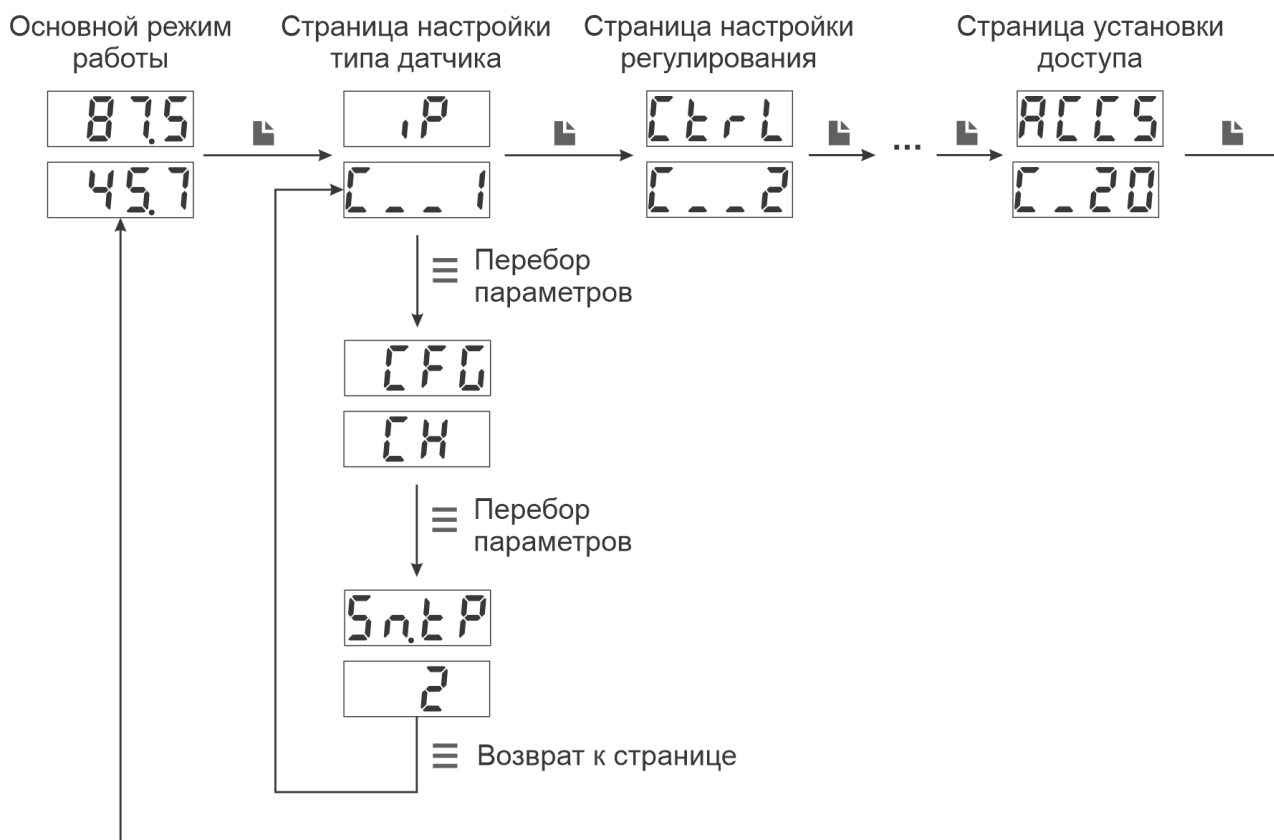 Основной режим
работы
Страница настройки
типа датчика
Страница настройки
регулирования
Страница установки
доступа
87.5
iP
CtrL
...
ACCS
45.7
C__1
C__2
C_20
Перебор
параметров
CFG
CH
Перебор
параметров
Sn.tP
2
Возврат к странице